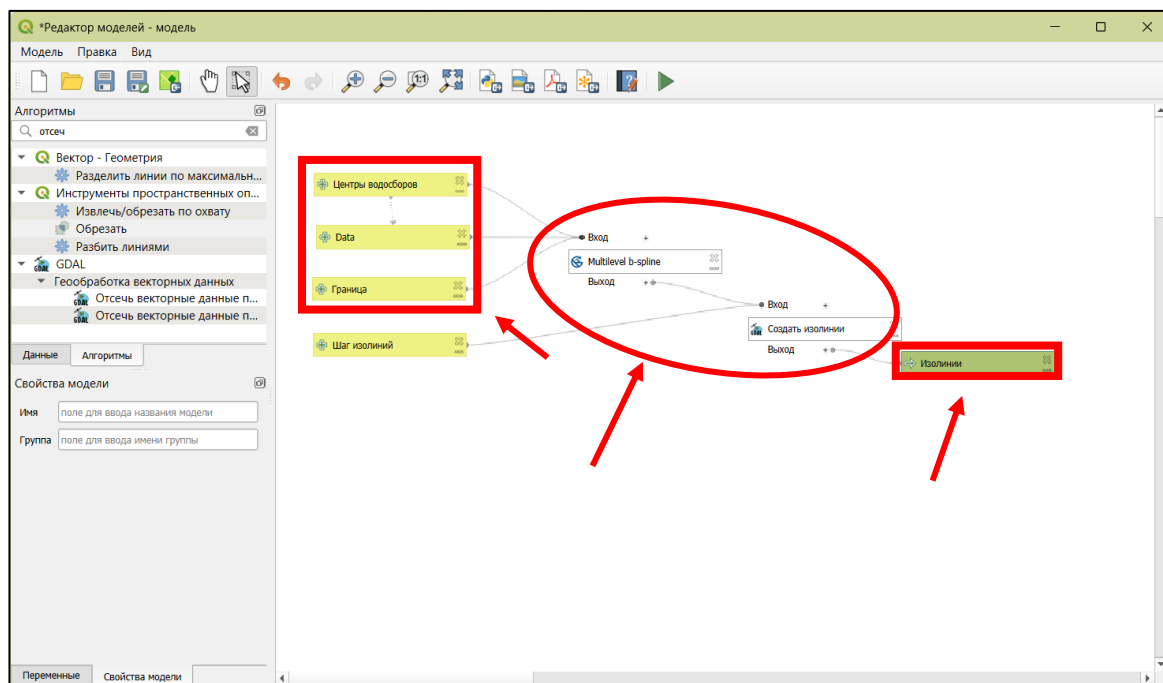 *Редактор моделей - модель
Модель Правка Вид
1:1
Алгоритмы
отсеч
Вектор - Геометрия
Разделить линии по максимальн...
Инструменты пространственных оп...
Извлечь/обрезать по охвату
Обрезать
Разбить линиями
GDAL
Геообработка векторных данных
Отсечь векторные данные п...
Отсечь векторные данные п...
Данные Алгоритмы
Свойства модели
Имя поле для ввода названия модели
Группа поле для ввода имени группы
Переменные Свойства модели
Центры водосборов
Data
Граница
Шаг изолиний
Вход +
Multilevel b-spline
Выход +
Вход +
Создать изолинии
Выход +
Изолинии